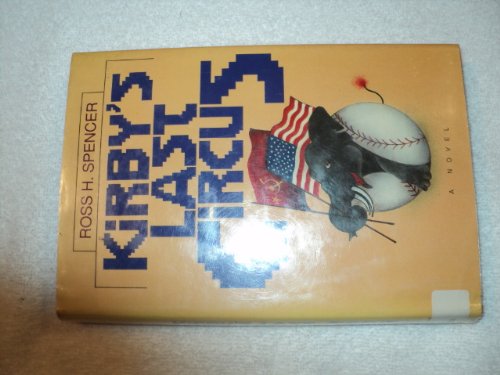 ROSS H. SPENCER
KIRBY'S
LAST
CIRCUS
A NOVEL